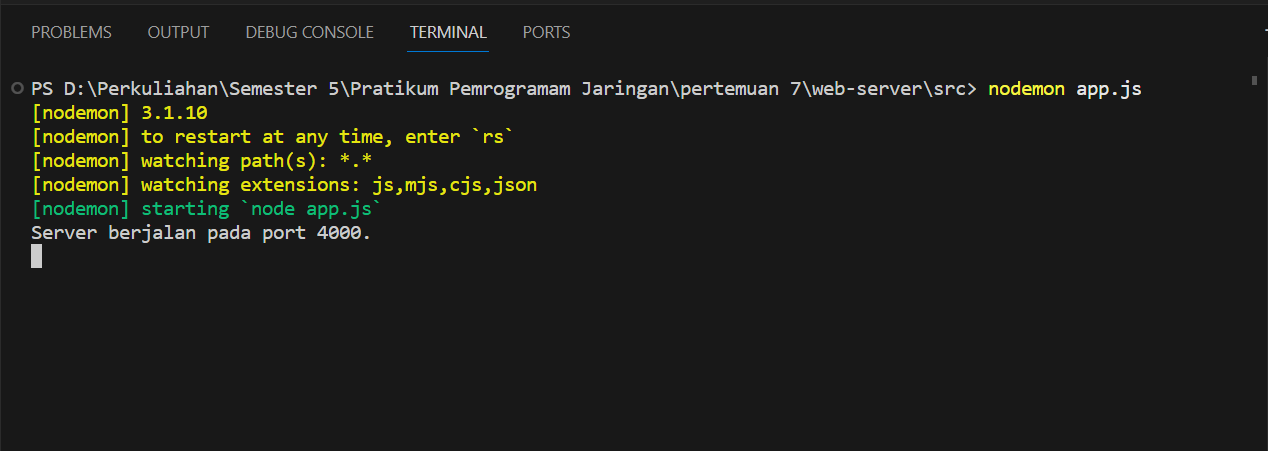 PROBLEMS OUTPUT DEBUG CONSOLE TERMINAL PORTS
PS D:\Perkuliahan\Semester 5\Pratikum Pemrogramam Jaringan\pertemuan 7\web-server\src> nodemon app.js
[nodemon] 3.1.10
[nodemon] to restart at any time, enter `rs`
[nodemon] watching path(s): *.*
[nodemon] watching extensions: js,mjs,cjs,json
[nodemon] starting `node app.js`
Server berjalan pada port 4000.